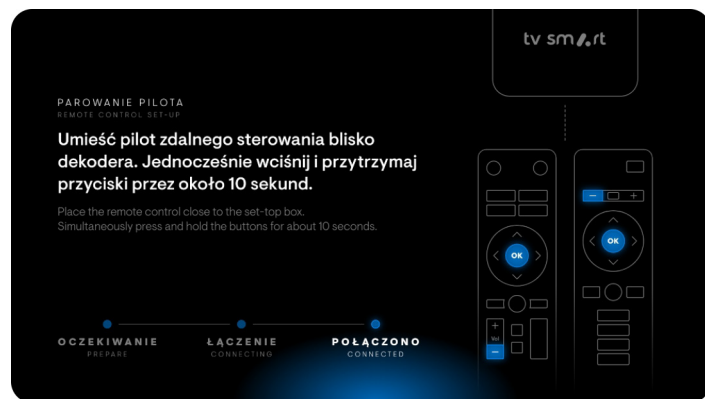 tv smart
PAROWANIE PILOTA
REMOTE CONTROL SET-UP
Umieść pilot zdalnego sterowania blisko
dekodera. Jednocześnie wciśnij i przytrzymaj
przyciski przez około 10 sekund.
Place the remote control close to the set-top box.
Simultaneously press and hold the buttons for about 10 seconds.
− +
OK
OK
+
Vol
−
OCZEKIWANIE ŁĄCZENIE POŁĄCZONO
PREPARE CONNECTING CONNECTED